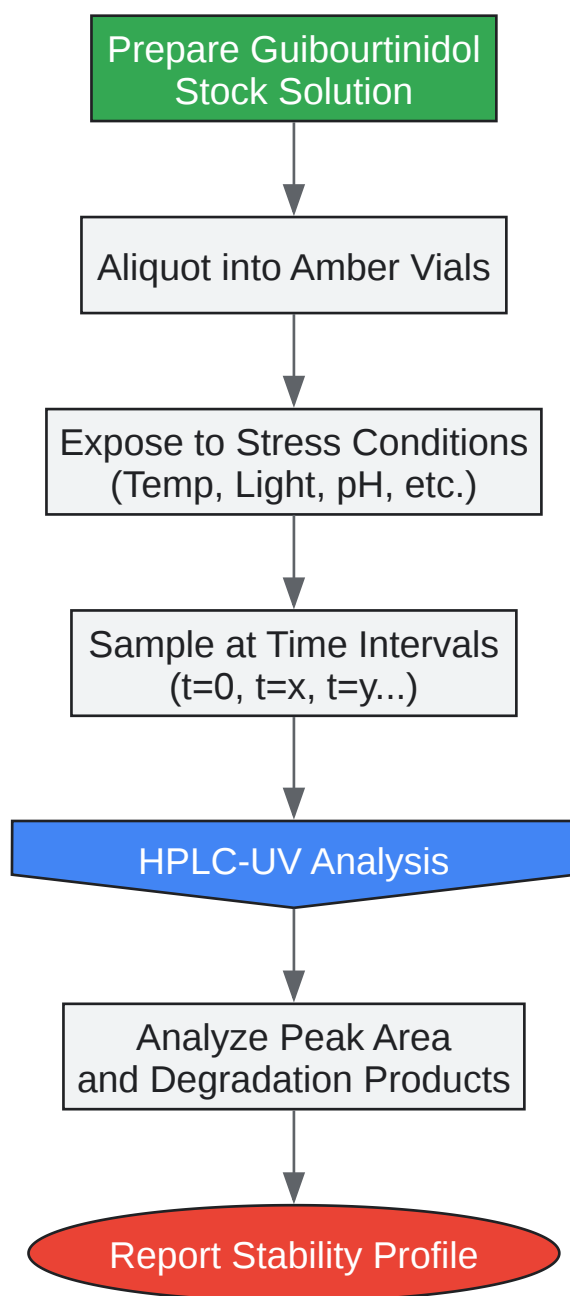 Prepare Guibourtinidol
Stock Solution
Aliquot into Amber Vials
Expose to Stress Conditions
(Temp, Light, pH, etc.)
Sample at Time Intervals
(t=0, t=x, t=y...)
HPLC-UV Analysis
Analyze Peak Area
and Degradation Products
Report Stability Profile